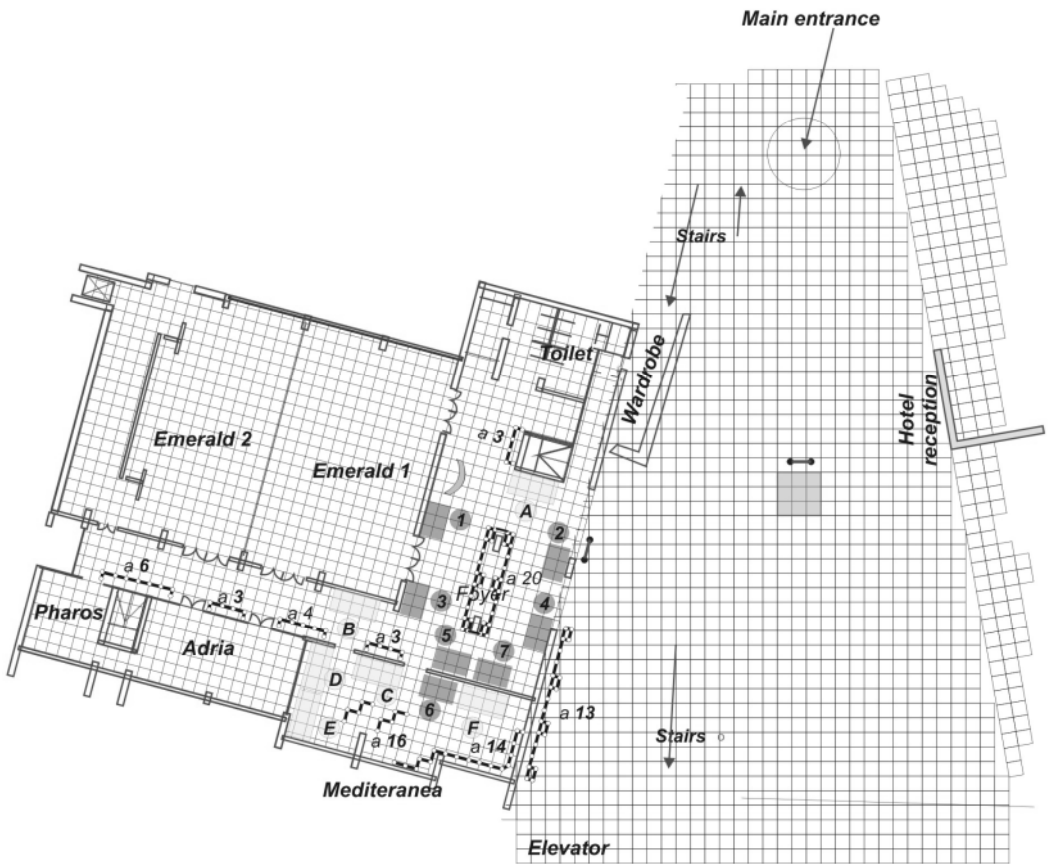 Main entrance
Stairs
Toilet
Wardrobe
Hotel
reception
Emerald 2
Emerald 1
a 3
A
1
2
a 20
Foyer
3
4
a 6
a 3
a 4
Pharos
Adria
B
a 3
5
7
D
C
6
E
F
a 16
a 14
a 13
Stairs
Mediteranea
Elevator